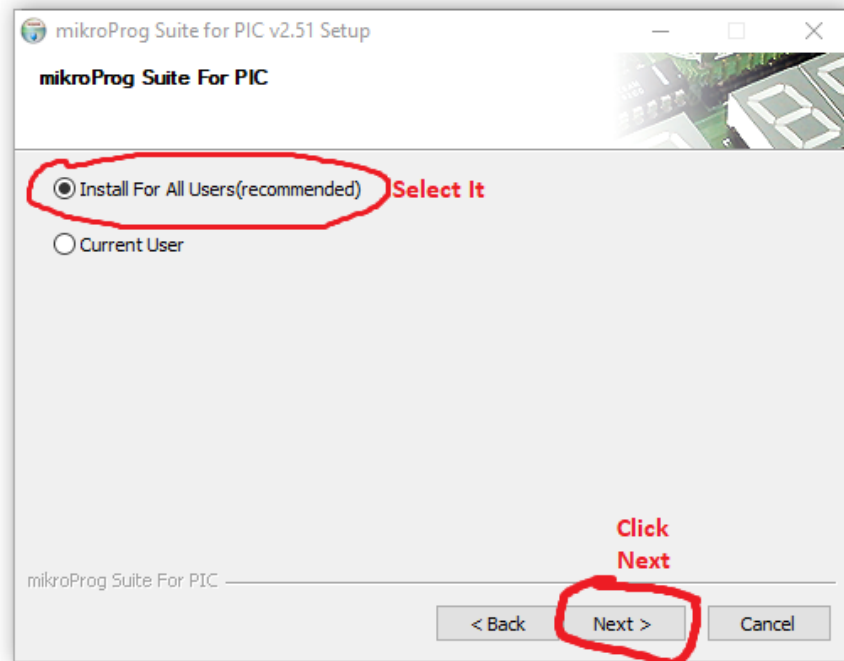 mikroProg Suite for PIC v2.51 Setup
mikroProg Suite For PIC
Install For All Users(recommended)
Select It
Current User
Click
Next
mikroProg Suite For PIC
< Back
Next >
Cancel